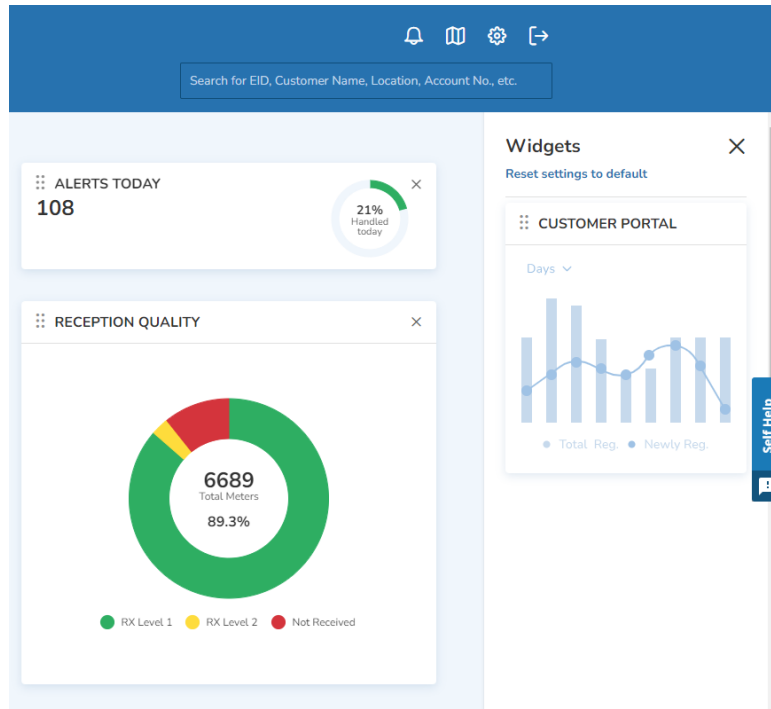 Search for EID, Customer Name, Location, Account No., etc.
ALERTS TODAY
108
21%
Handled
today
RECEPTION QUALITY
6689
Total Meters
89.3%
RX Level 1
RX Level 2
Not Received
Widgets
Reset settings to default
CUSTOMER PORTAL
Days
Total Reg.
Newly Reg.
Self Help